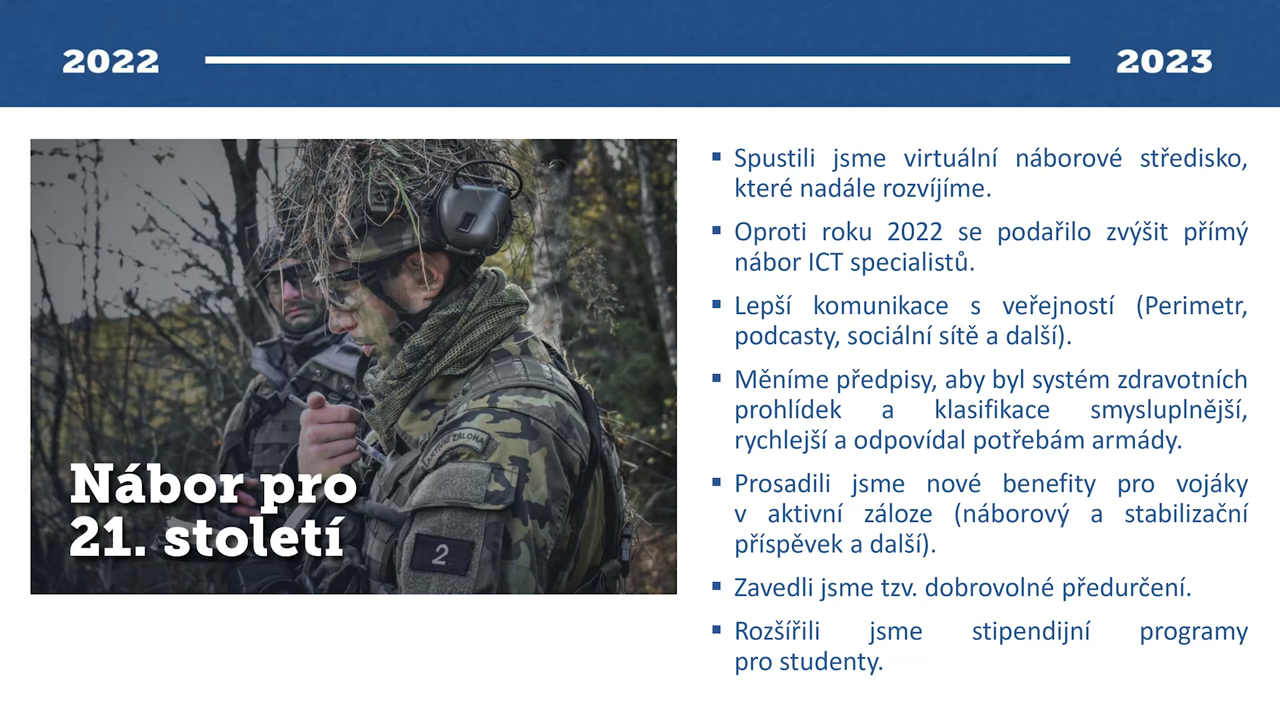 2022
2023
Nábor pro
21. století
AKTIVNÍ ZÁLOHA
2
▪ Spustili jsme virtuální náborové středisko,
které nadále rozvíjíme.
▪ Oproti roku 2022 se podařilo zvýšit přímý
nábor ICT specialistů.
▪ Lepší komunikace s veřejností (Perimetr,
podcasty, sociální sítě a další).
▪ Měníme předpisy, aby byl systém zdravotních
prohlídek a klasifikace smysluplnější,
rychlejší a odpovídal potřebám armády.
▪ Prosadili jsme nové benefity pro vojáky
v aktivní záloze (náborový a stabilizační
příspěvek a další).
▪ Zavedli jsme tzv. dobrovolné předurčení.
▪ Rozšířili jsme stipendijní programy
pro studenty.